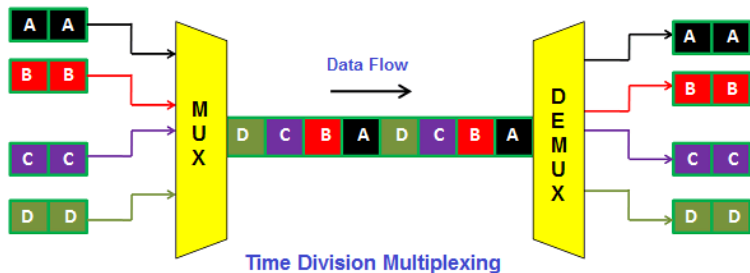 A A
B B
C C
D D
MUX
Data Flow
D C B A D C B A
DEMUX
A A
B B
C C
D D
Time Division Multiplexing